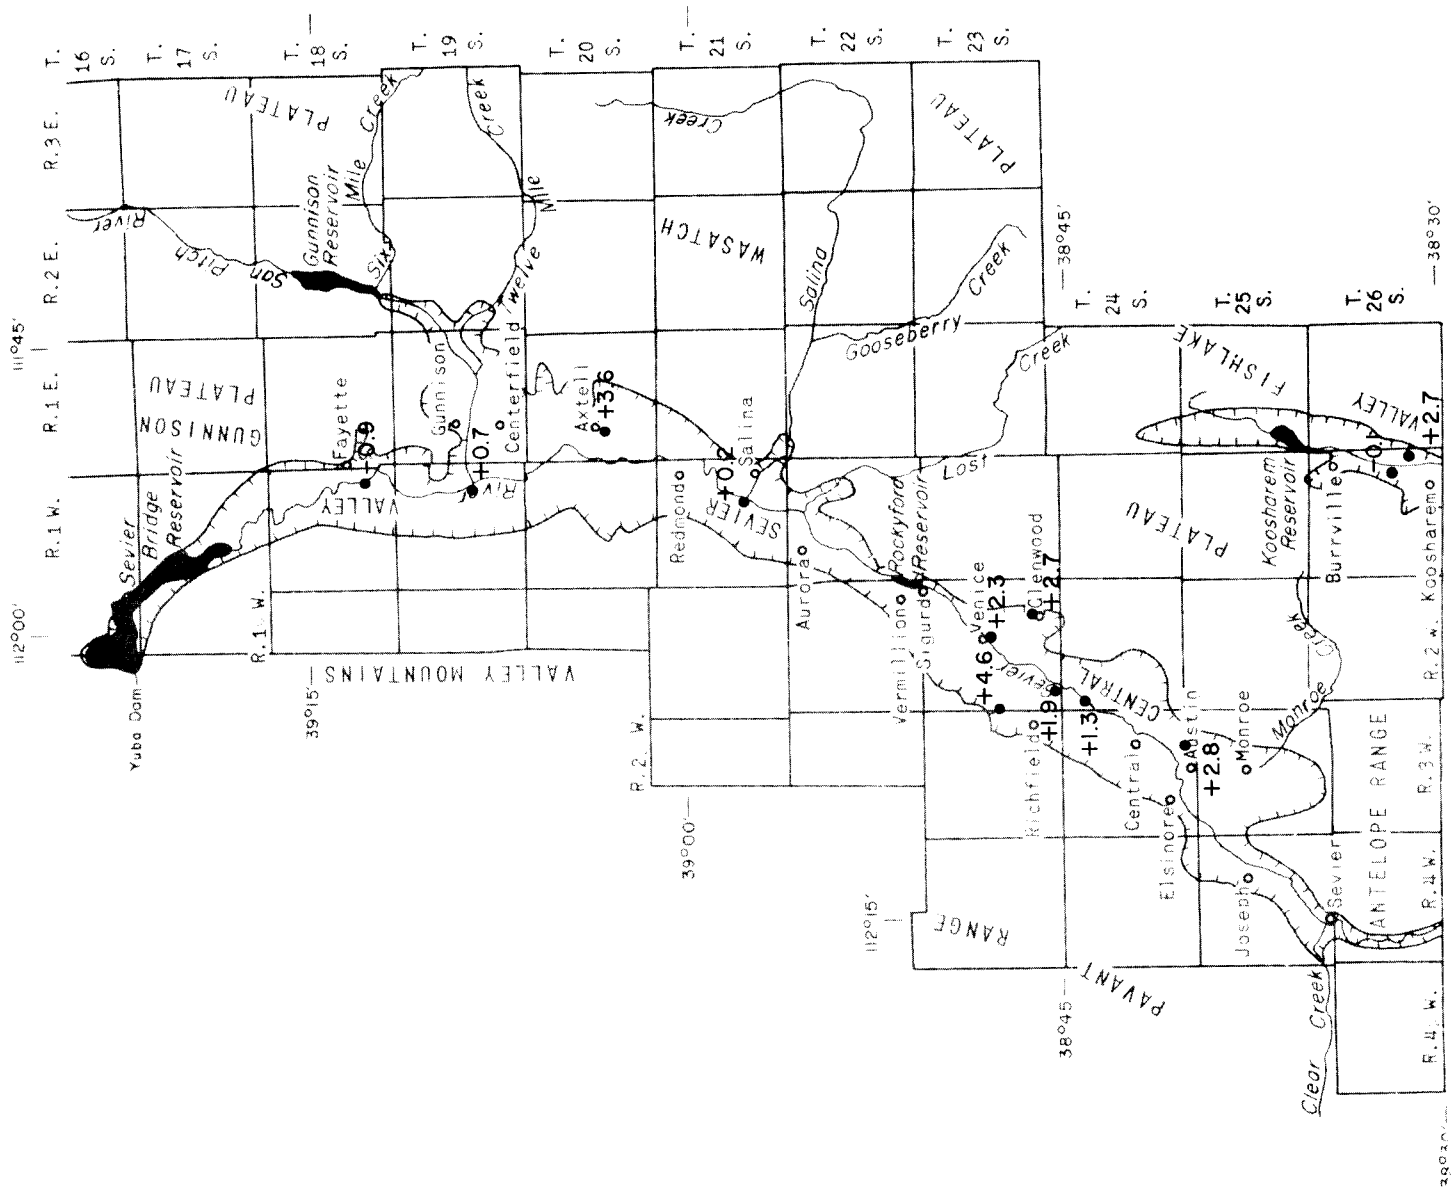 T.
16
S.
T.
17
S.
T.
18
S.
T.
19
S.
T.
20
S.
T.
21
S.
T.
22
S.
T.
23
S.
R.3 E.
R.2 E.
111°45'
R.1 E.
R.1 W.
112°00'
PLATEAU
River
Pitch
San
Gunnison
Reservoir
Six
Mile
Creek
Twelve
Mile
Creek
GUNNISON
PLATEAU
Fayette
Gunnison
Centerfield
+0.7
Axtell
+3.6
WASATCH
PLATEAU
Salina
Creek
Gooseberry
Creek
38°45'
38°30'
Sevier
Bridge
Reservoir
VALLEY
River
Redmond
+0.2
Salina
SEVIER
Lost
Creek
T.
24
S.
T.
25
S.
T.
26
S.
FISHLAKE
PLATEAU
VALLEY
+2.7
Koosharem
Reservoir
Burrville
Koosharem
R.2 W.
R.1 W.
Yuba Dam
39°15'
VALLEY MOUNTAINS
Aurora
Vermillion
Rockyford
Reservoir
Sigurd
Venice
+2.3
Glenwood
+2.7
+4.6
Sevier
Richfield
+1.9
+1.3
CENTRAL
Central
Austin
+2.8
Monroe
Monroe
Creek
R.2 W.
39°00'
Elsinore
Joseph
Sevier
ANTELOPE RANGE
R.3 W.
R.4 W.
112°15'
RANGE
PAVANT
38°45'
Clear Creek
R.4 W.